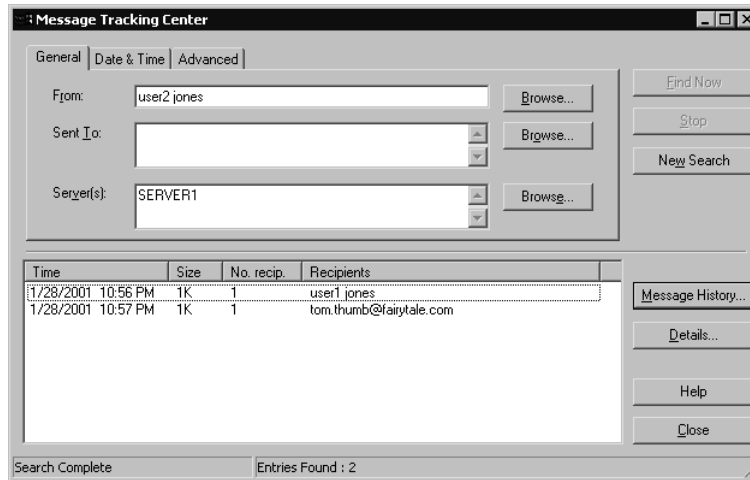 Message Tracking Center
General Date & Time Advanced
From: user2 jones Browse... Find Now
Sent To: Browse... Stop
New Search
Server(s): SERVER1 Browse...
Time Size No. recip. Recipients
1/28/2001 10:56 PM 1K 1 user1 jones Message History...
1/28/2001 10:57 PM 1K 1 tom.thumb@fairytale.com
Details...
Help
Close
Search Complete Entries Found : 2